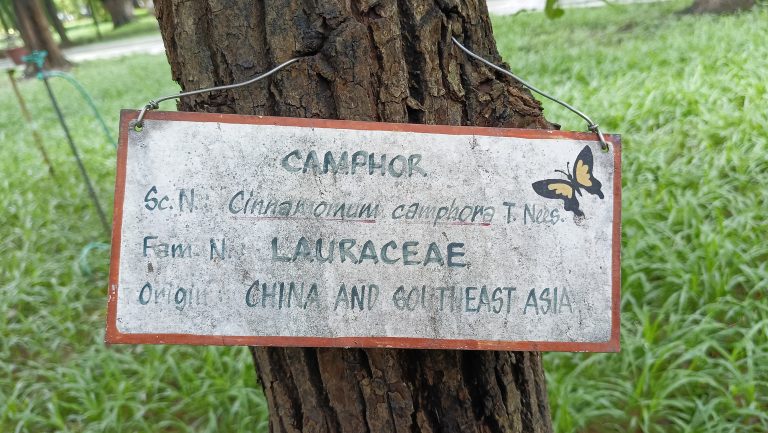 CAMPHOR
Sc. N. : Cinnamomum camphora T. Nees.
Fam. N. : LAURACEAE
Origin : CHINA AND SOUTHEAST ASIA